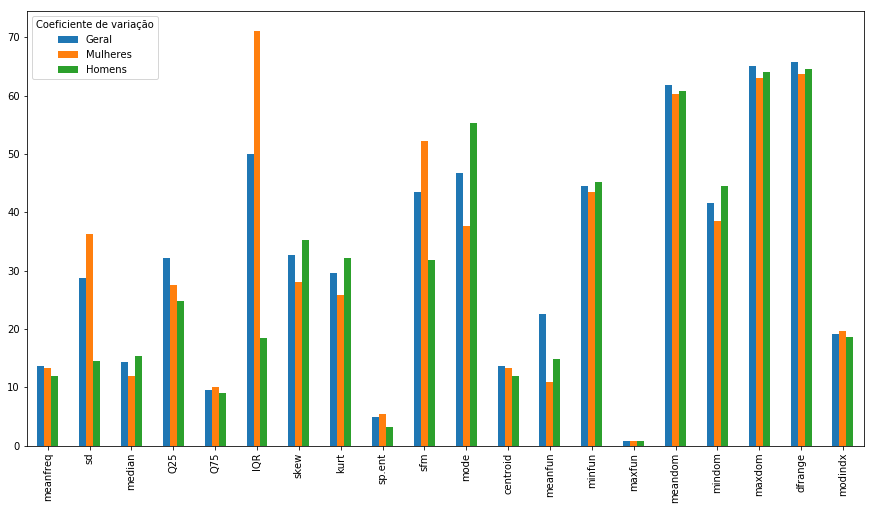 Coeficiente de variação
Geral
Mulheres
Homens
70
60
50
40
30
20
10
0
meanfreq
sd
median
Q25
Q75
IQR
skew
kurt
sp.ent
sfm
mode
centroid
meanfun
minfun
maxfun
meandom
mindom
maxdom
dfrange
modindx